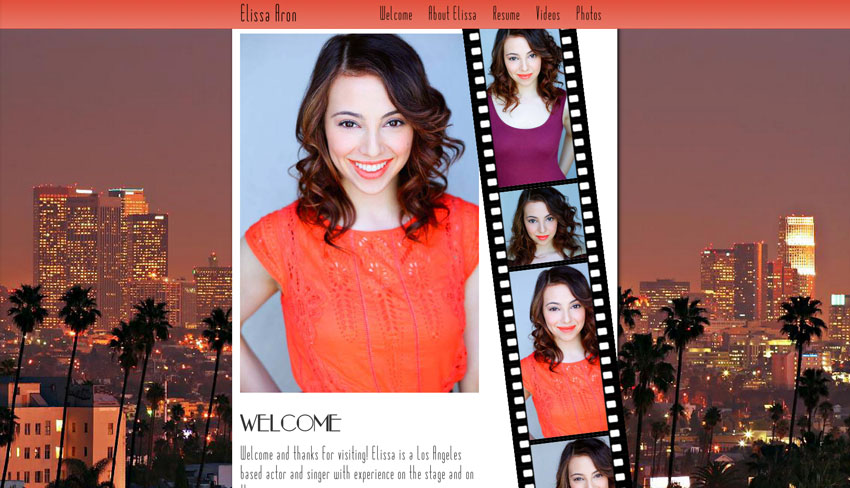 Elissa Aron
Welcome About Elissa Resume Videos Photos
WELCOME
Welcome and thanks for visiting! Elissa is a Los Angeles
based actor and singer with experience on the stage and on